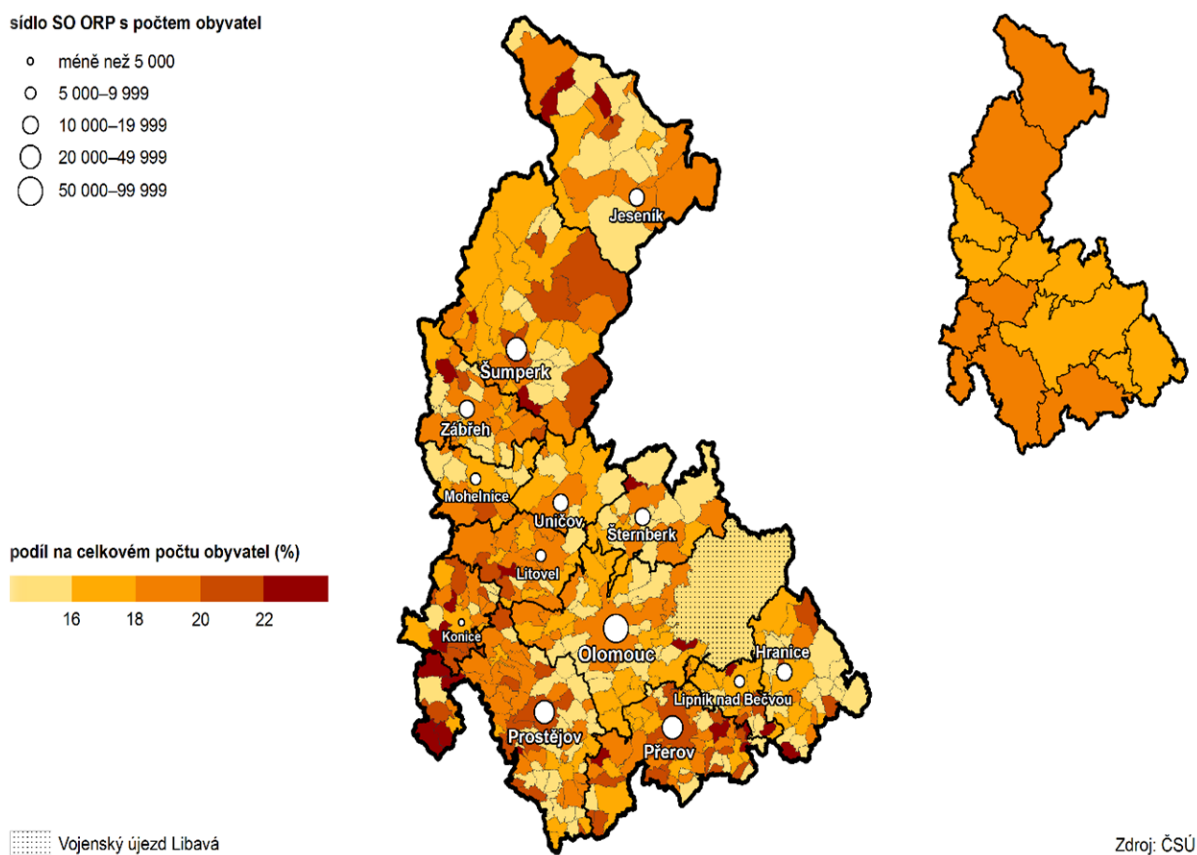 sídlo SO ORP s počtem obyvatel
méně než 5 000
5 000–9 999
10 000–19 999
20 000–49 999
50 000–99 999
Jeseník
Šumperk
Zábřeh
Mohelnice
Uničov
Šternberk
Litovel
podíl na celkovém počtu obyvatel (%)
16 18 20 22
Konice
Olomouc
Hranice
Lipník nad Bečvou
Prostějov
Přerov
Vojenský újezd Libavá
Zdroj: ČSÚ